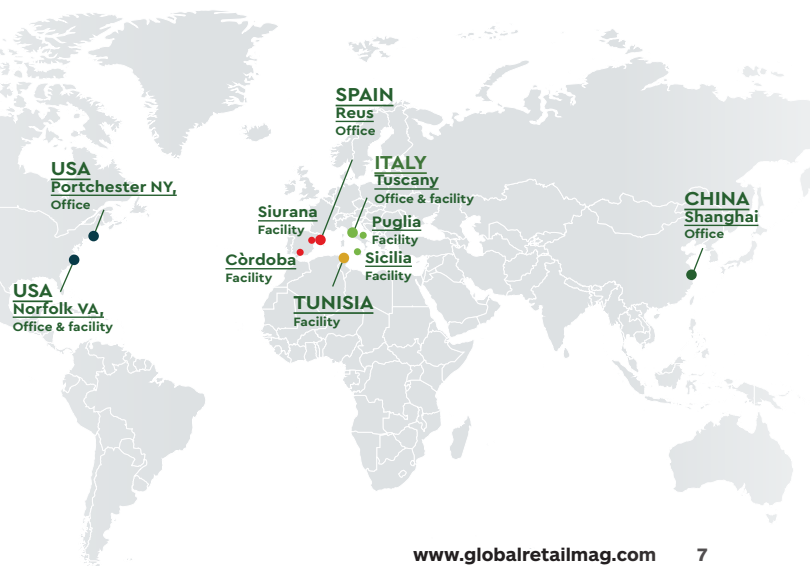 SPAIN
Reus
Office
USA
Portchester NY,
Office
ITALY
Tuscany
Office & facility
CHINA
Shanghai
Office
Siurana
Facility
Puglia
Facility
Còrdoba
Facility
Sicilia
Facility
USA
Norfolk VA,
Office & facility
TUNISIA
Facility
www.globalretailmag.com 7